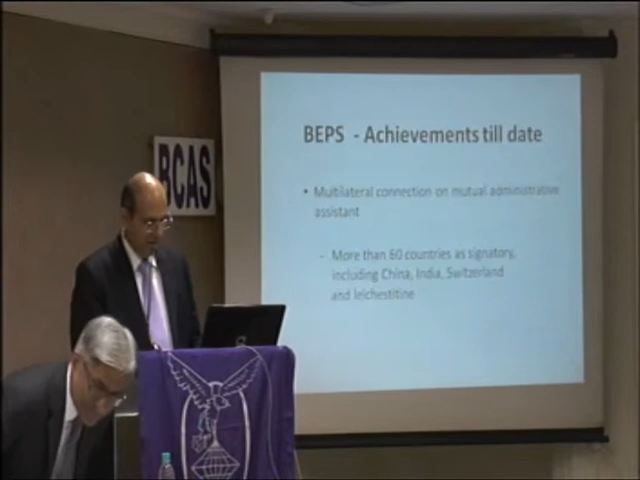 BEPS - Achievements till date
BCAS
• Multilateral connection on mutual administrative
assistant
- More than 60 countries as signatory,
including China, India, Switzerland
and leichestitine